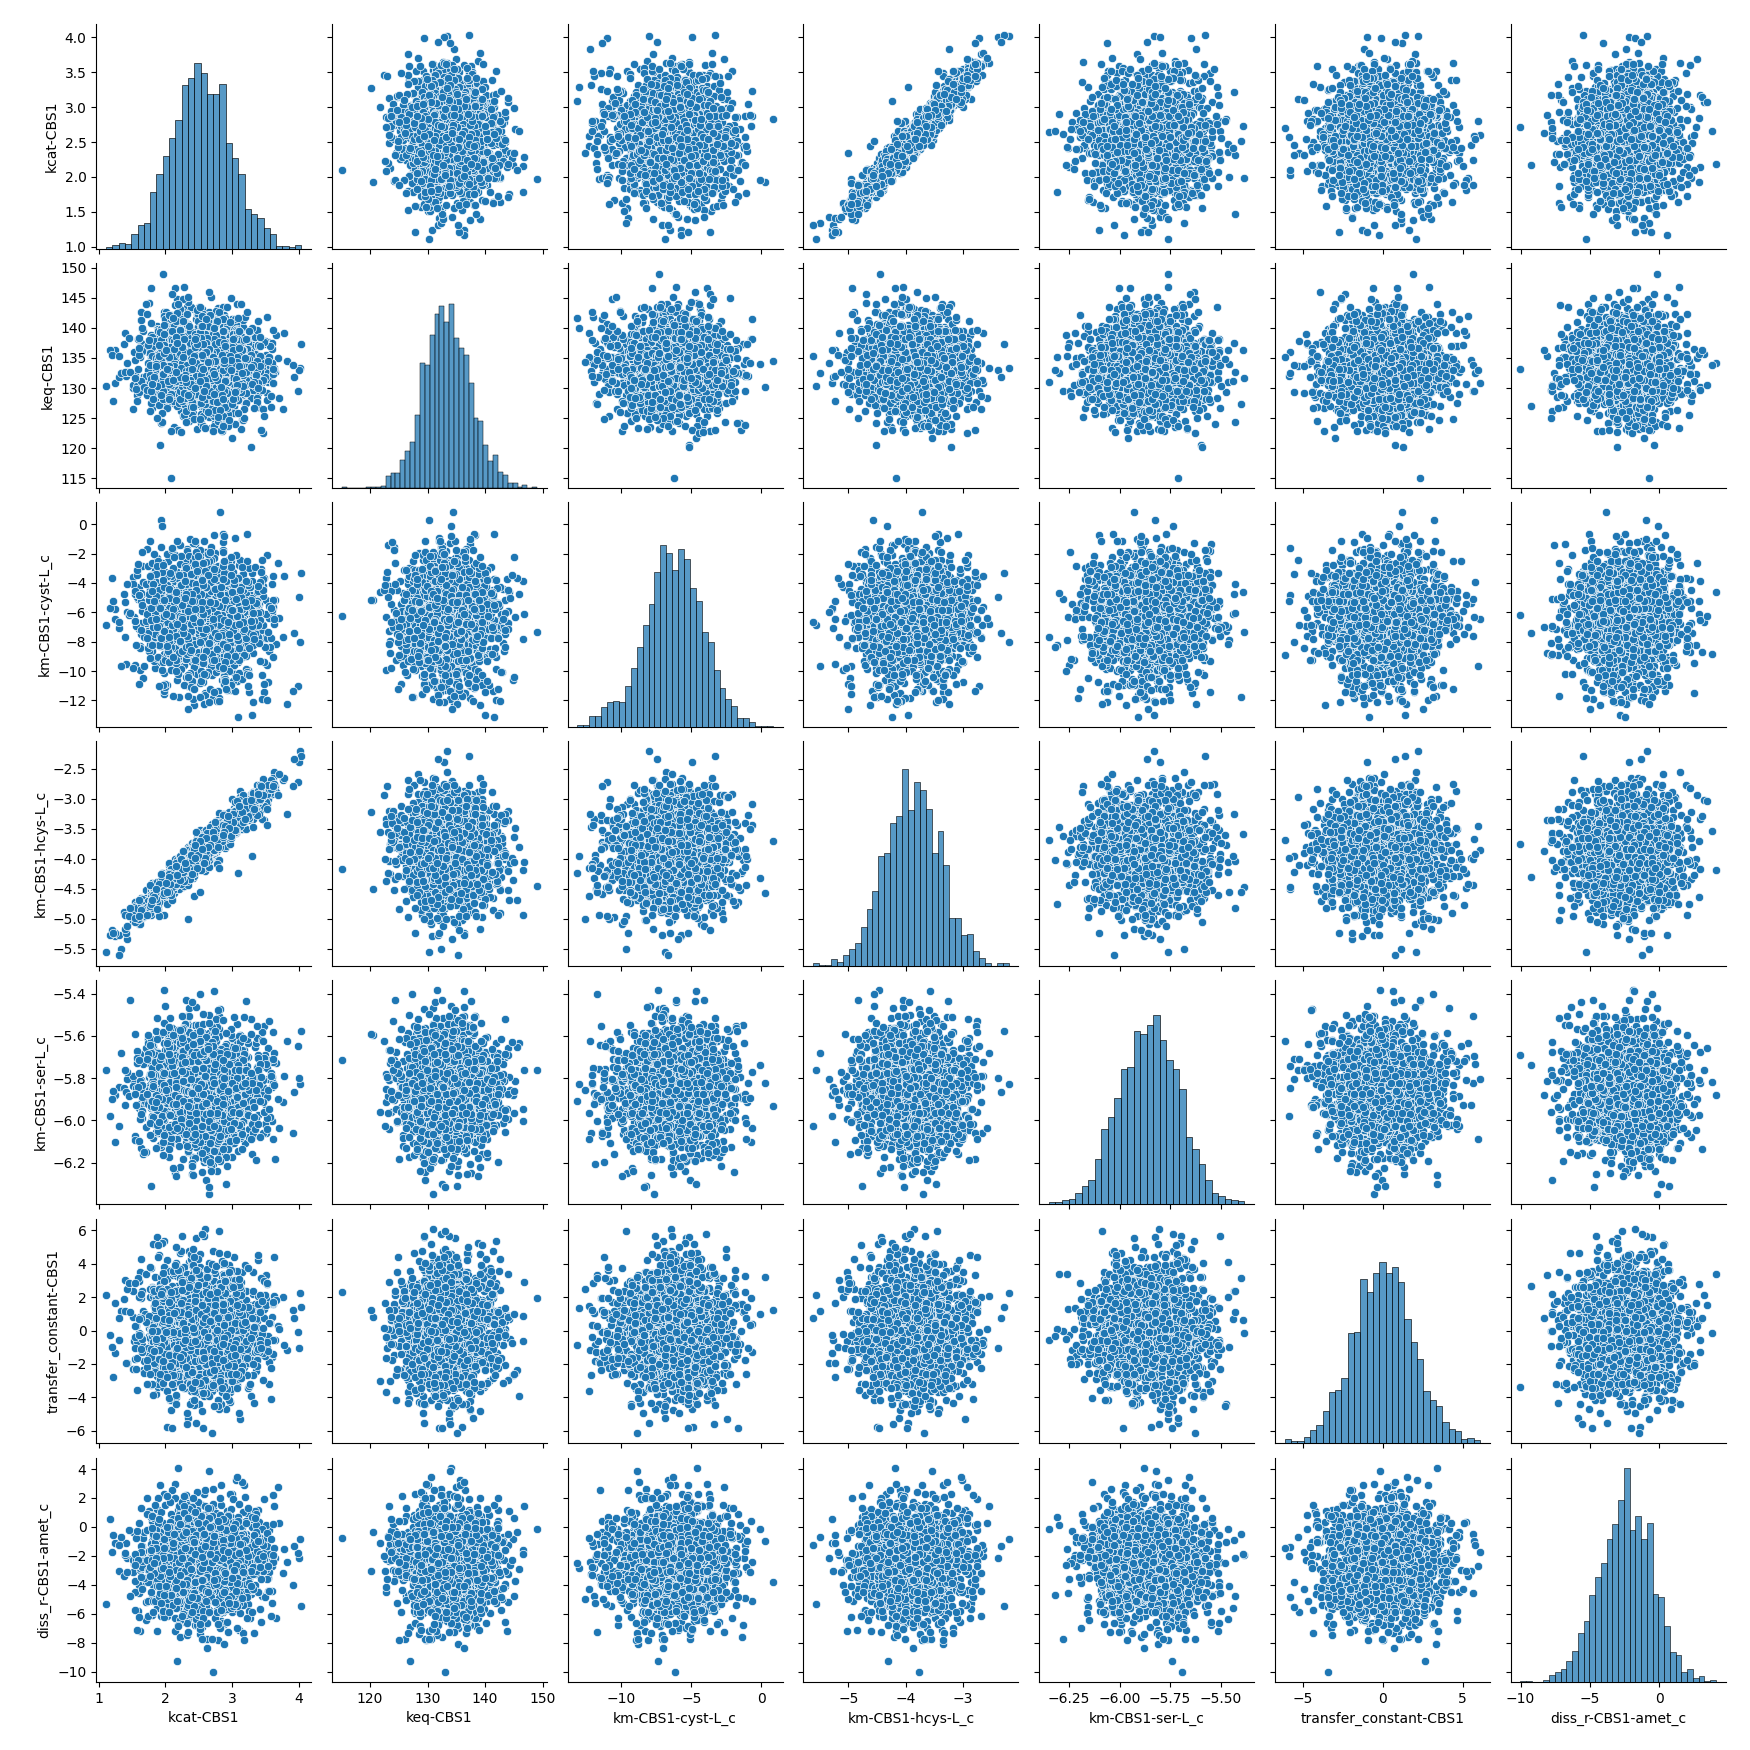 4.0
3.5
3.0
2.5
2.0
1.5
1.0
kcat-CBS1
150
145
140
135
130
125
120
115
keq-CBS1
0
−2
−4
−6
−8
−10
−12
km-CBS1-cyst-L_c
−2.5
−3.0
−3.5
−4.0
−4.5
−5.0
−5.5
km-CBS1-hcys-L_c
−5.4
−5.6
−5.8
−6.0
−6.2
km-CBS1-ser-L_c
6
4
2
0
−2
−4
−6
transfer_constant-CBS1
4
2
0
−2
−4
−6
−8
−10
diss_r-CBS1-amet_c
1 2 3 4
120 130 140 150
−10 −5 0
−5 −4 −3
−6.25 −6.00 −5.75 −5.50
−5 0 5
−10 −5 0
kcat-CBS1
keq-CBS1
km-CBS1-cyst-L_c
km-CBS1-hcys-L_c
km-CBS1-ser-L_c
transfer_constant-CBS1
diss_r-CBS1-amet_c